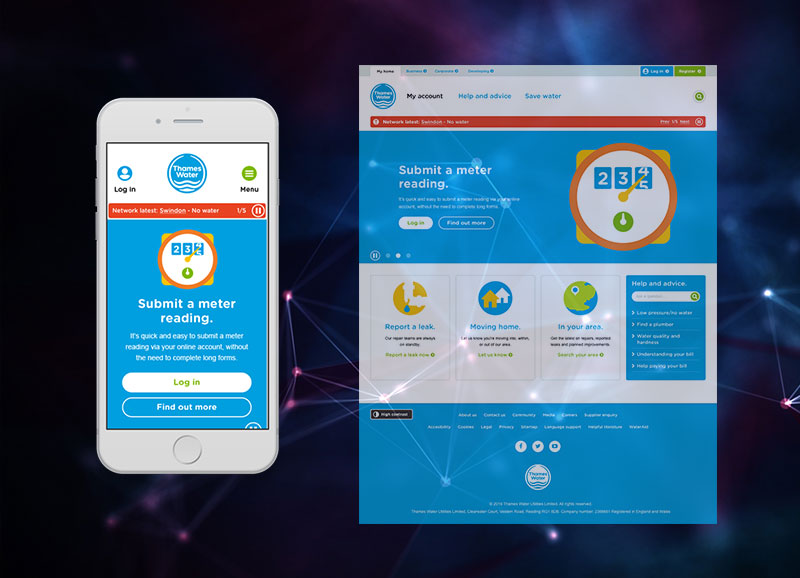 Thames
Water
Log in
Menu
Network latest: Swindon - No water 1/5
2 3
Submit a meter
reading.
It's quick and easy to submit a meter
reading via your online account, without
the need to complete long forms.
Log in
Find out more
My home Business Corporate Developing Log in Register
Thames
Water
My account Help and advice Save water
Network latest: Swindon - No water Prev 1/5 Next
Submit a meter
reading.
It's quick and easy to submit a meter reading via your online
account, without the need to complete long forms.
Log in Find out more
2 3 4
5
Report a leak.
Our repair teams are always
on standby.
Report a leak now
Moving home.
Let us know you're moving into, within,
or out of our area.
Let us know
In your area.
Get the latest on repairs, reported
leaks and planned improvements.
Search your area
Help and advice.
Low pressure/no water
Find a plumber
Water quality and
hardness
Understanding your bill
Help paying your bill
High contrast
About us Contact us Community Media Careers Supplier enquiry
Accessibility Cookies Legal Privacy Sitemap Language support Helpful literature WaterAid
Thames
Water
© 2016 Thames Water Utilities Limited. All rights reserved.
Thames Water Utilities Limited, Clearwater Court, Vastern Road, Reading RG1 8DB. Company number Registered in England and Wales